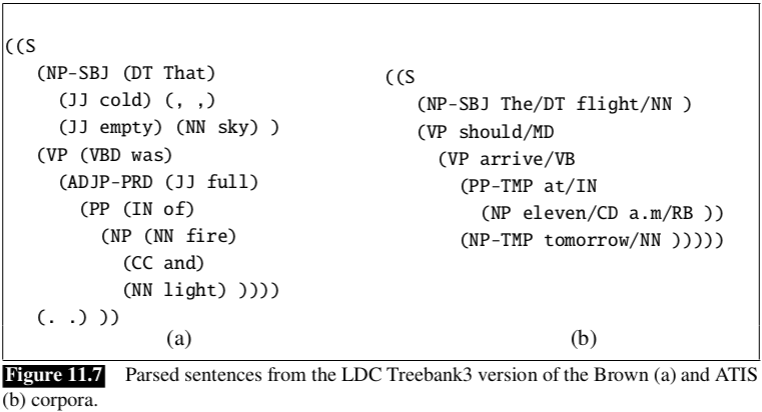 ((S
(NP-SBJ (DT That)
(JJ cold) (, ,)
(JJ empty) (NN sky) )
(VP (VBD was)
(ADJP-PRD (JJ full)
(PP (IN of)
(NP (NN fire)
(CC and)
(NN light) ))))
(. .) ))
(a)
((S
(NP-SBJ The/DT flight/NN )
(VP should/MD
(VP arrive/VB
(PP-TMP at/IN
(NP eleven/CD a.m/RB ))
(NP-TMP tomorrow/NN )))))
(b)
Figure 11.7 Parsed sentences from the LDC Treebank3 version of the Brown (a) and ATIS
(b) corpora.